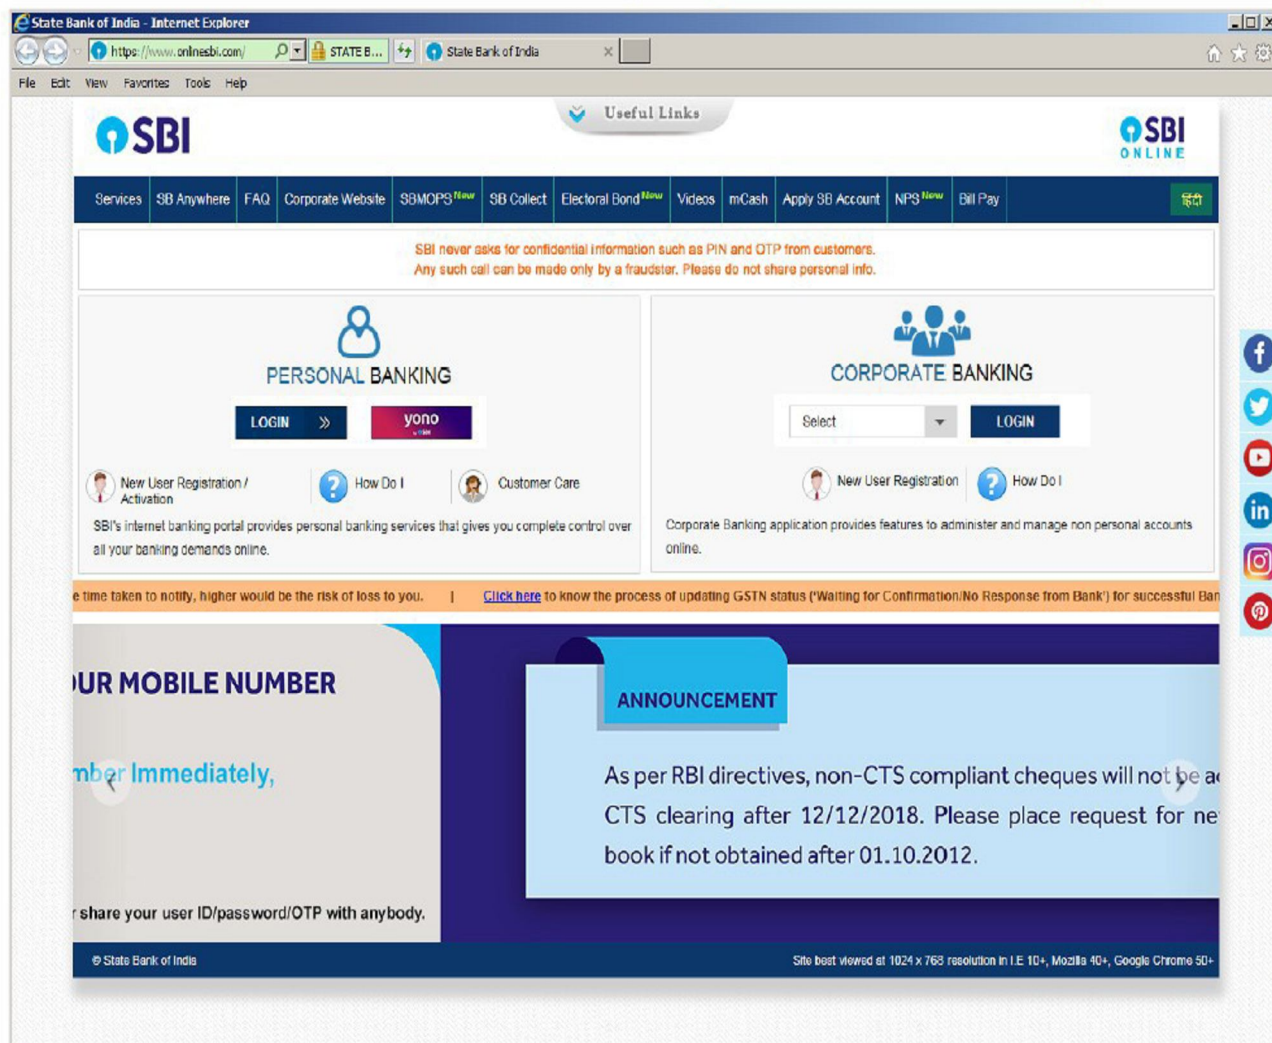 State Bank of India - Internet Explorer
https://www.onlinesbi.com/ STATE B... State Bank of India
File Edit View Favorites Tools Help
Useful Links
SBI
SBI
ONLINE
Services SB Anywhere FAQ Corporate Website SBMOPS New SB Collect Electoral Bond New Videos mCash Apply SB Account NPS New Bill Pay हिंदी
SBI never asks for confidential information such as PIN and OTP from customers.
Any such call can be made only by a fraudster. Please do not share personal info.
PERSONAL BANKING
LOGIN
yono
New User Registration /
Activation
How Do I
Customer Care
SBI's internet banking portal provides personal banking services that gives you complete control over
all your banking demands online.
CORPORATE BANKING
Select
LOGIN
New User Registration
How Do I
Corporate Banking application provides features to administer and manage non personal accounts
online.
e time taken to notify, higher would be the risk of loss to you. | Click here to know the process of updating GSTN status ('Waiting for Confirmation/No Response from Bank') for successful Ban
OUR MOBILE NUMBER
mber Immediately,
r share your user ID/password/OTP with anybody.
ANNOUNCEMENT
As per RBI directives, non-CTS compliant cheques will not be a
CTS clearing after 12/12/2018. Please place request for ne
book if not obtained after 01.10.2012.
© State Bank of India
Site best viewed at 1024 x 768 resolution in I.E 10+, Mozilla 40+, Google Chrome 50+